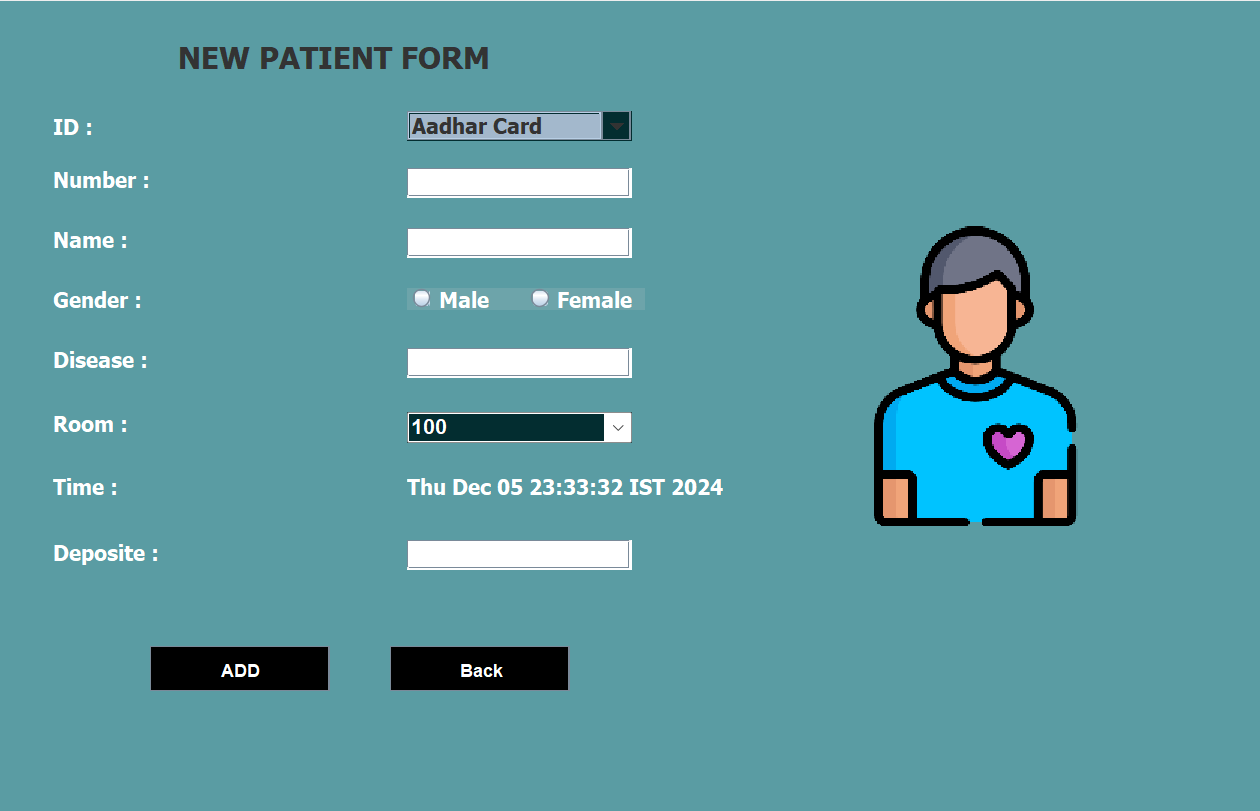 NEW PATIENT FORM
ID : Aadhar Card
Number :
Name :
Gender : Male Female
Disease :
Room : 100
Time : Thu Dec 05 23:33:32 IST 2024
Deposite :
ADD Back